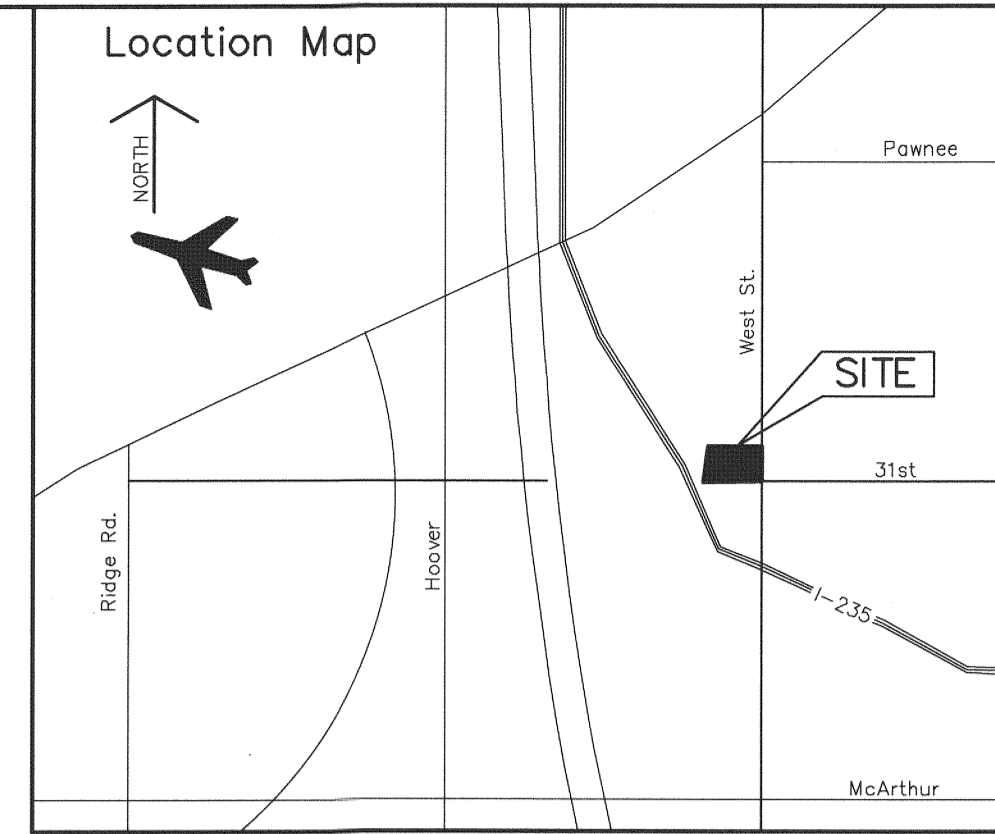 Location Map
NORTH
Pawnee
West St.
SITE
31st
Ridge Rd.
Hoover
I-235
McArthur